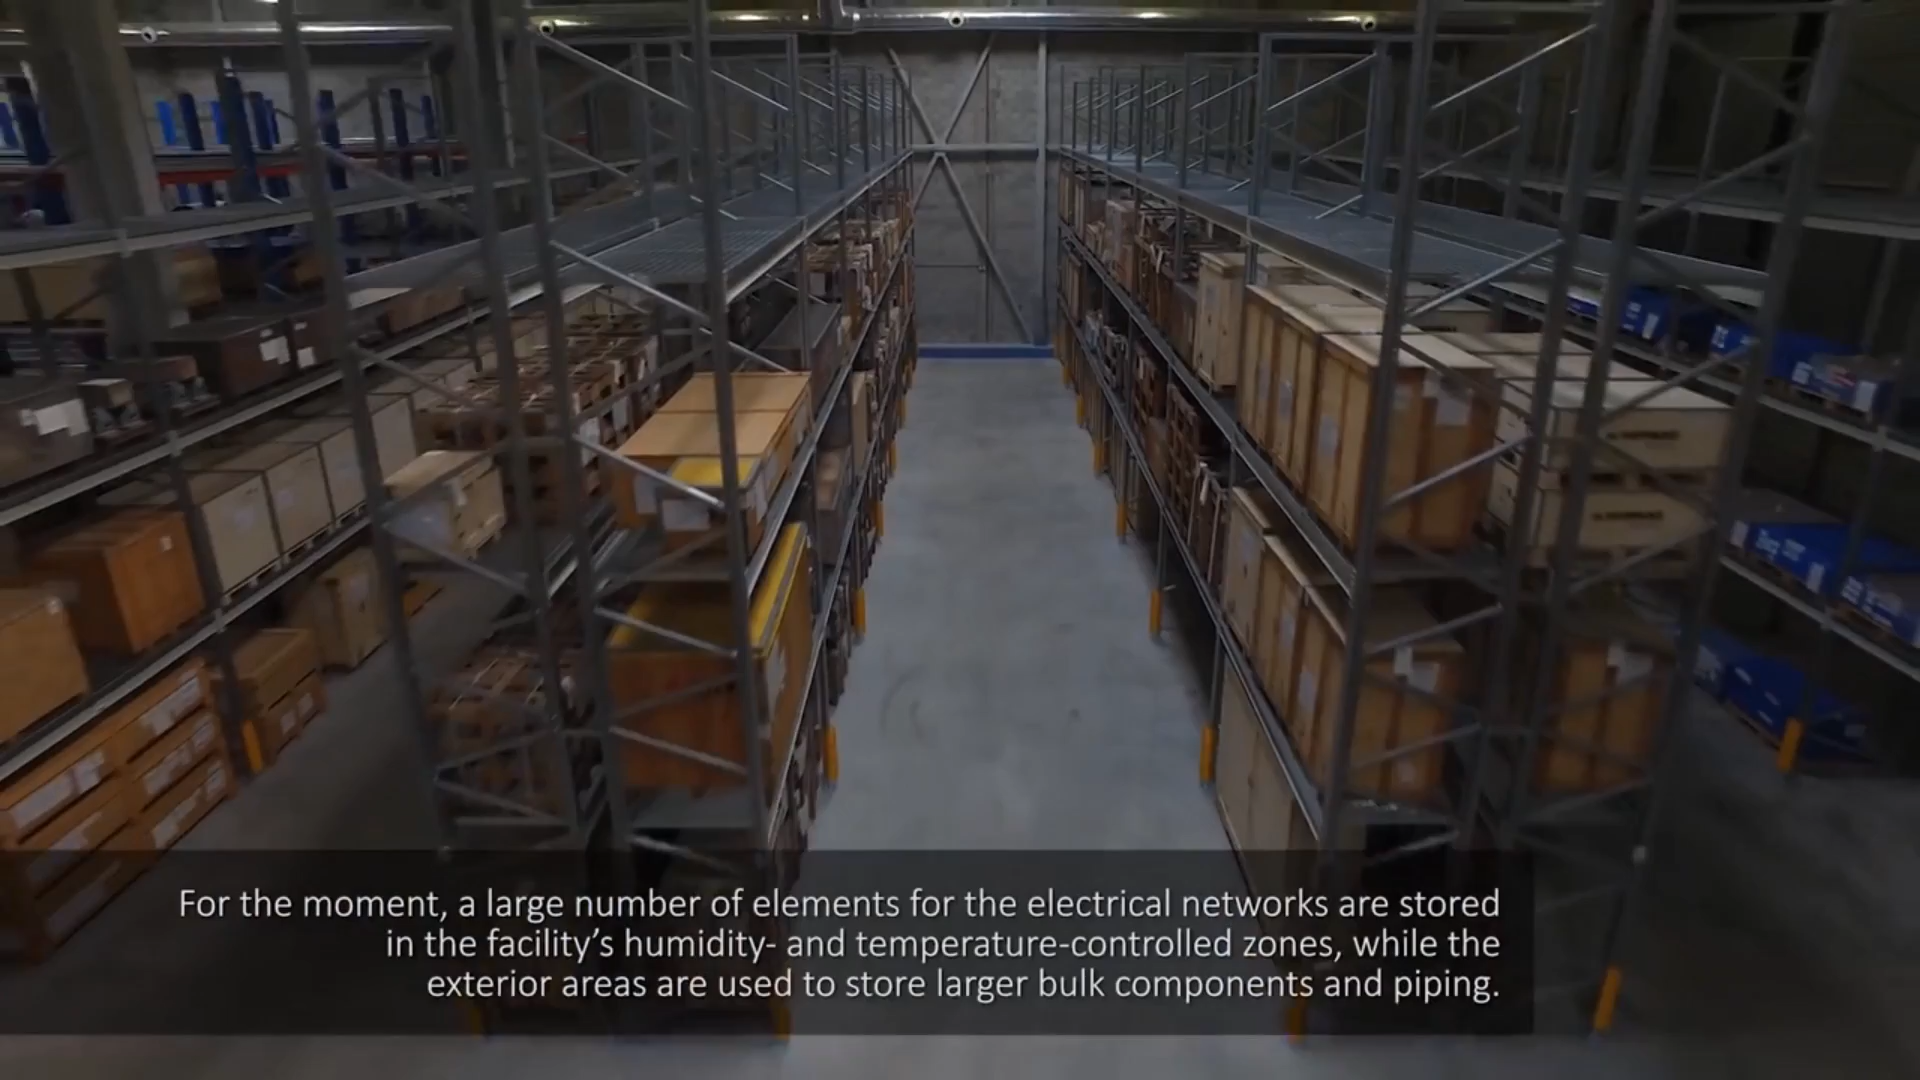 For the moment, a large number of elements for the electrical networks are stored
in the facility’s humidity- and temperature-controlled zones, while the
exterior areas are used to store larger bulk components and piping.